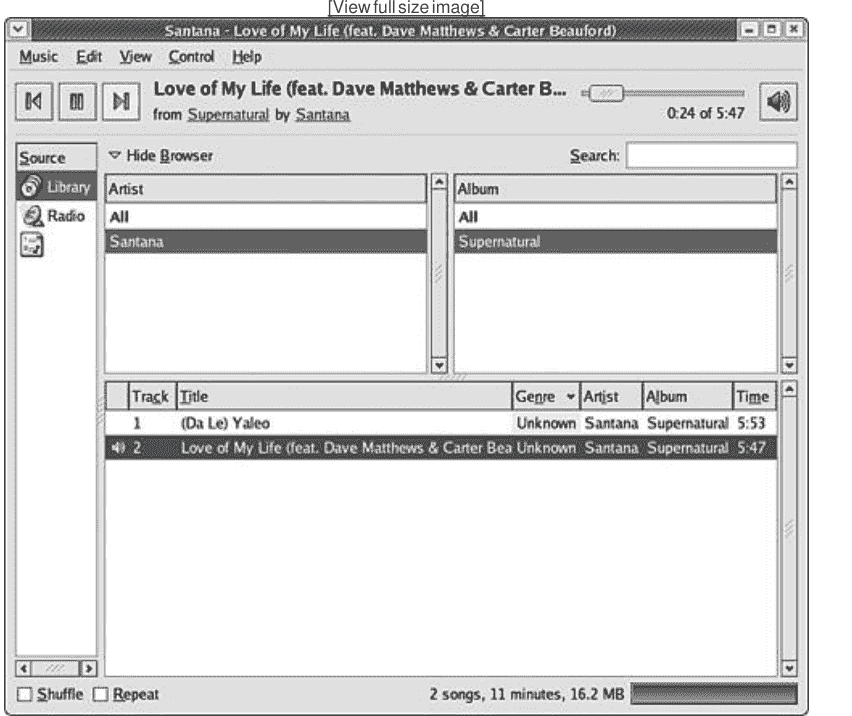 [View full size image]
Santana - Love of My Life (feat. Dave Matthews & Carter Beauford)
Music Edit View Control Help
Love of My Life (feat. Dave Matthews & Carter B...
from Supernatural by Santana
0:24 of 5:47
Source
Hide Browser
Search:
Library
Artist
Album
Radio
All
All
Santana
Supernatural
Track Title Genre Artist Album Time
1 (Da Le) Yaleo Unknown Santana Supernatural 5:53
2 Love of My Life (feat. Dave Matthews & Carter Bea Unknown Santana Supernatural 5:47
Shuffle Repeat
2 songs, 11 minutes, 16.2 MB